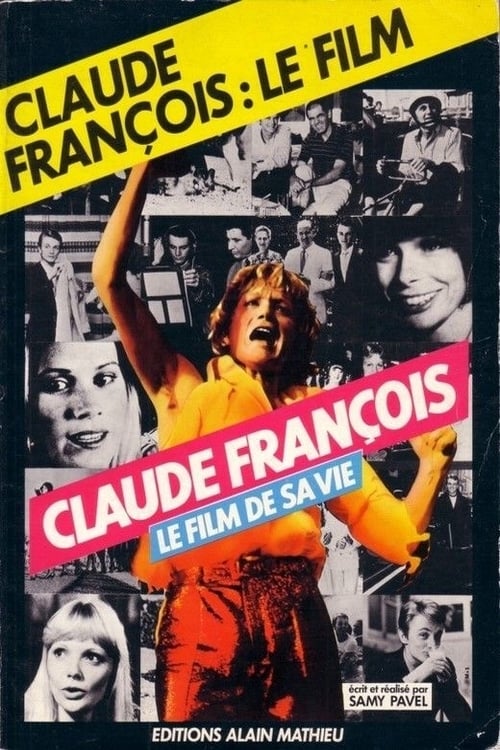 CLAUDE
FRANÇOIS : LE FILM
CLAUDE FRANÇOIS
LE FILM DE SA VIE
écrit et réalisé par
SAMY PAVEL
EDITIONS ALAIN MATHIEU